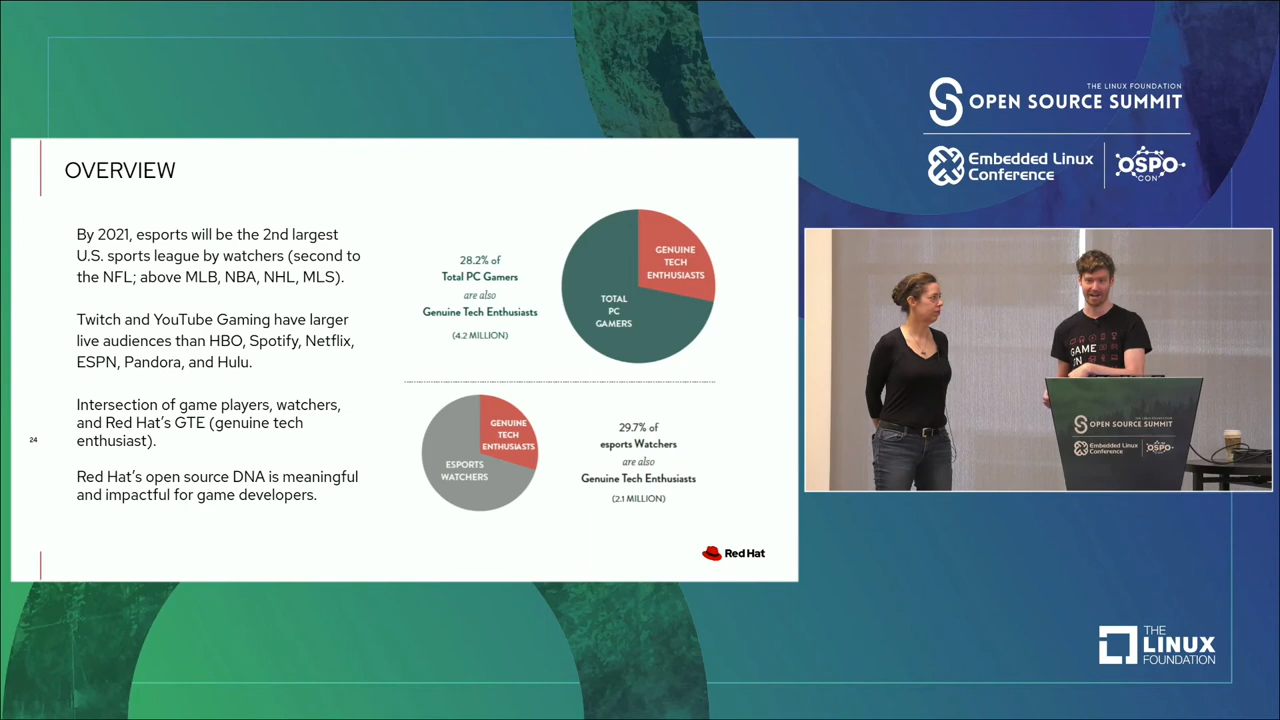 THE LINUX FOUNDATION
OPEN SOURCE SUMMIT
Embedded Linux
Conference
OSPO
CON
OVERVIEW
By 2021, esports will be the 2nd largest
U.S. sports league by watchers (second to
the NFL; above MLB, NBA, NHL, MLS).
Twitch and YouTube Gaming have larger
live audiences than HBO, Spotify, Netflix,
ESPN, Pandora, and Hulu.
Intersection of game players, watchers,
and Red Hat's GTE (genuine tech
enthusiast).
Red Hat's open source DNA is meaningful
and impactful for game developers.
24
28.2% of
Total PC Gamers
are also
Genuine Tech Enthusiasts
(4.2 MILLION)
GENUINE
TECH
ENTHUSIASTS
TOTAL
PC
GAMERS
GENUINE
TECH
ENTHUSIASTS
ESPORTS
WATCHERS
29.7% of
esports Watchers
are also
Genuine Tech Enthusiasts
(2.1 MILLION)
Red Hat
GAME
ON
THE LINUX FOUNDATION
OPEN SOURCE SUMMIT
Embedded Linux
Conference
OSPO
CON
THE
LINUX
FOUNDATION